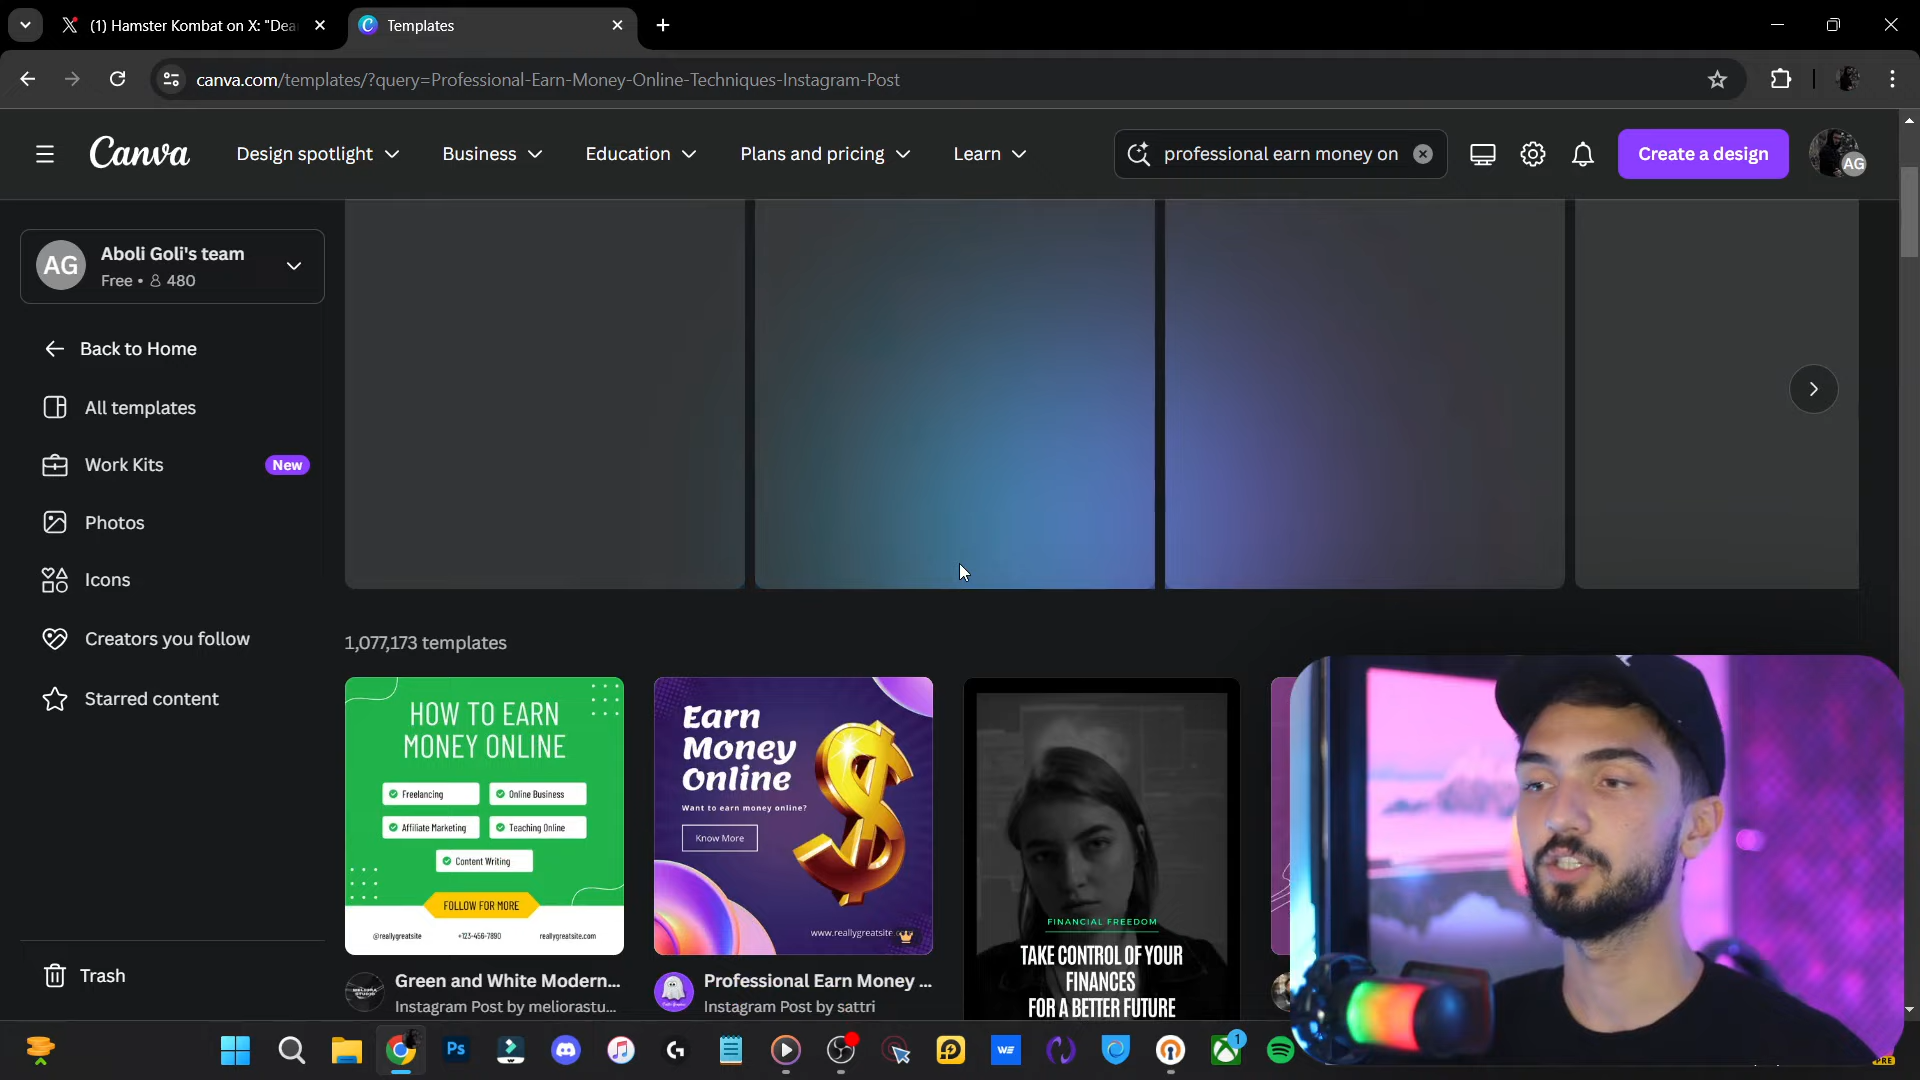 (1) Hamster Kombat on X: "Dea
Templates
canva.com/templates/?query=Professional-Earn-Money-Online-Techniques-Instagram-Post
Canva
Design spotlight
Business
Education
Plans and pricing
Learn
professional earn money on
Create a design
AG
AG
Aboli Goli's team
Free • 480
Back to Home
All templates
Work Kits
New
Photos
Icons
Creators you follow
Starred content
Trash
1,077,173 templates
HOW TO EARN
MONEY ONLINE
Freelancing
Online Business
Affiliate Marketing
Teaching Online
Content Writing
FOLLOW FOR MORE
@reallygreatsite
+123-456-7890
reallygreatsite.com
Green and White Modern...
Instagram Post by meliorastu...
Earn
Money
Online
Want to earn money online?
Know More
www.reallygreatsite
Professional Earn Money ...
Instagram Post by sattri
FINANCIAL FREEDOM
TAKE CONTROL OF YOUR
FINANCES
FOR A BETTER FUTURE
Ps
WE
1
PRE